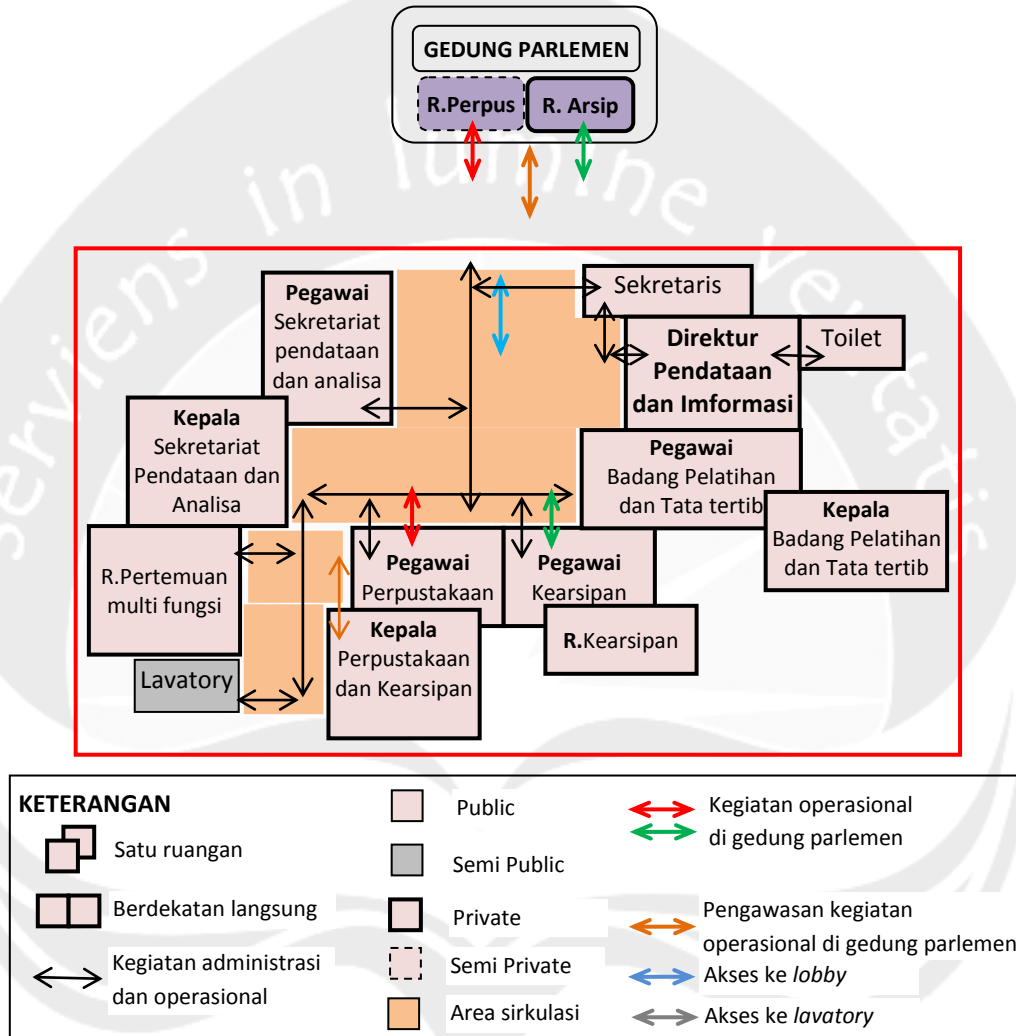 serviens in lumine veritatis
GEDUNG PARLEMEN
R.Perpus
R. Arsip
Pegawai
Sekretariat
pendataan
dan analisa
Sekretaris
Direktur
Pendataan
dan Imformasi
Toilet
Kepala
Sekretariat
Pendataan dan
Analisa
Pegawai
Badang Pelatihan
dan Tata tertib
Kepala
Badang Pelatihan
dan Tata tertib
R.Pertemuan
multi fungsi
Pegawai
Perpustakaan
Pegawai
Kearsipan
Kepala
Perpustakaan
dan Kearsipan
R.Kearsipan
Lavatory
KETERANGAN
Satu ruangan
Berdekatan langsung
Kegiatan administrasi
dan operasional
Public
Semi Public
Private
Semi Private
Area sirkulasi
Kegiatan operasional
di gedung parlemen
Pengawasan kegiatan
operasional di gedung parlemen
Akses ke lobby
Akses ke lavatory